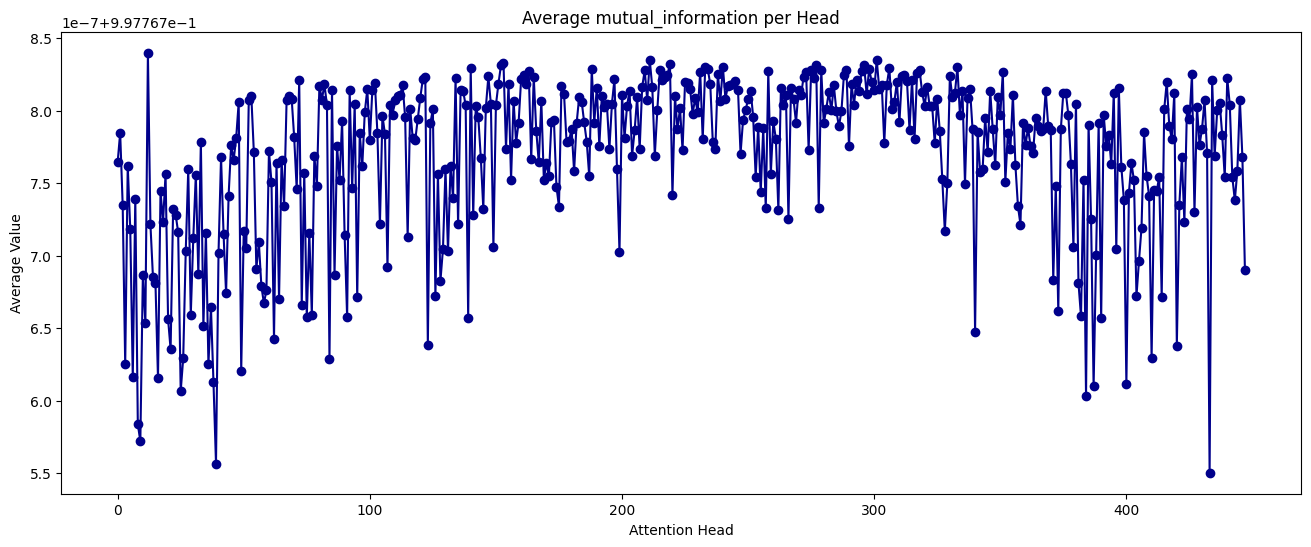 Average mutual_information per Head
1e−7+9.97767e−1
8.5
8.0
7.5
7.0
6.5
6.0
5.5
Average Value
0 100 200 300 400
Attention Head